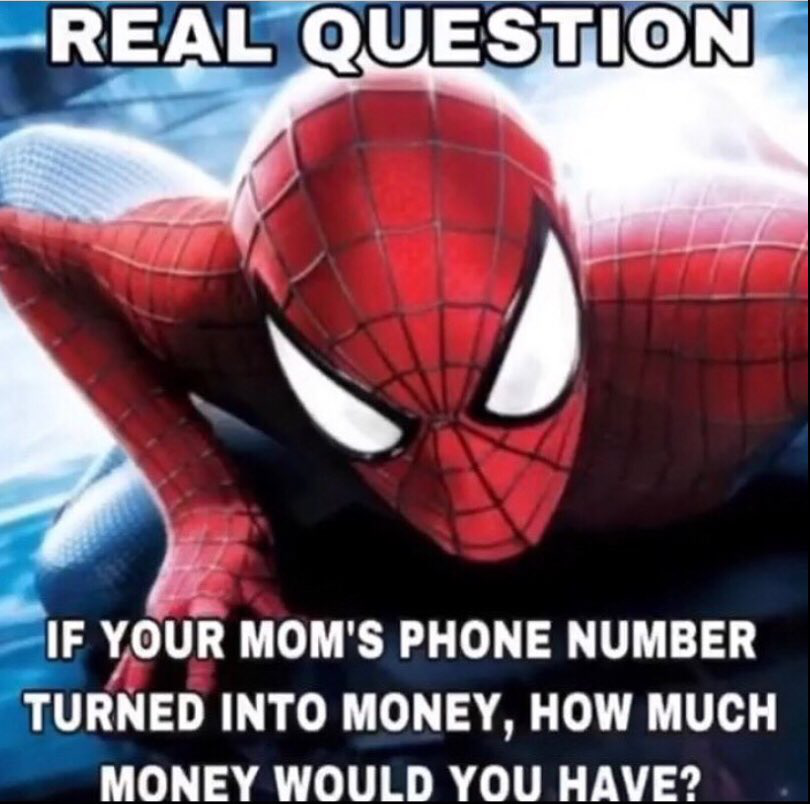 REAL QUESTION
IF YOUR MOM'S PHONE NUMBER
TURNED INTO MONEY, HOW MUCH
MONEY WOULD YOU HAVE?